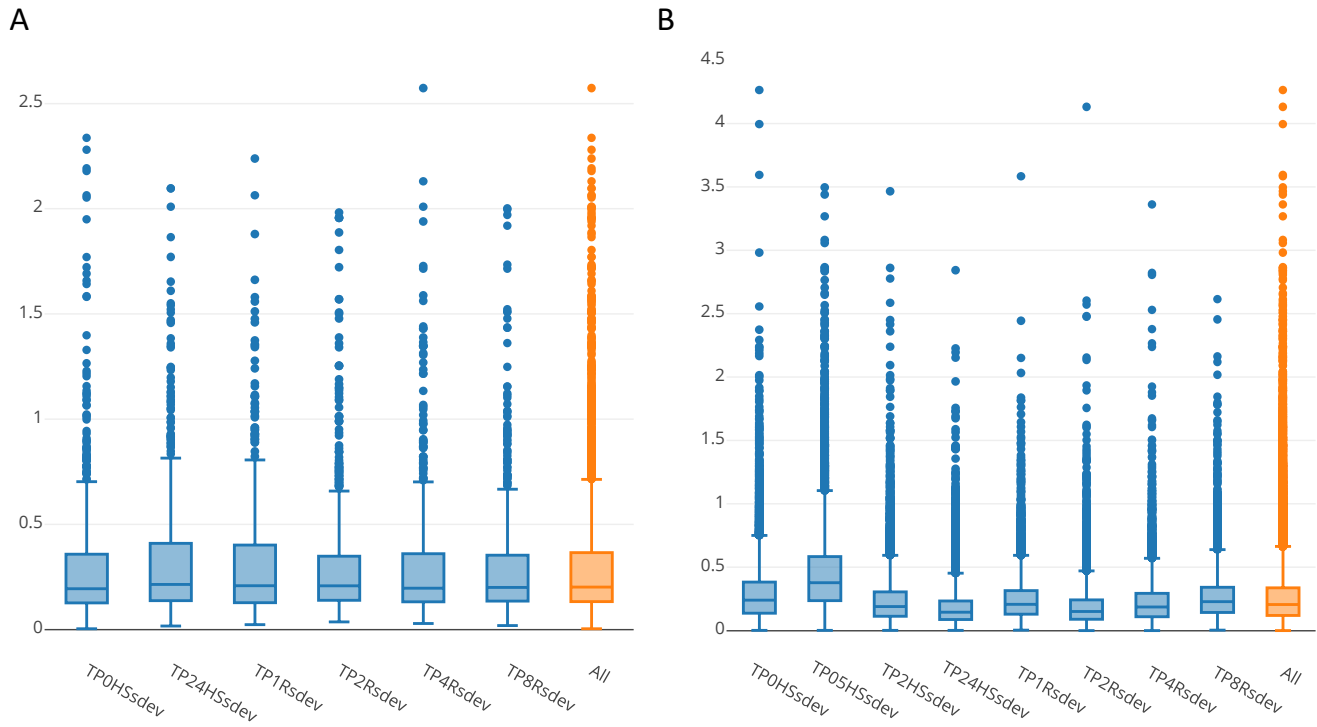 A
2.5
2
1.5
1
0.5
0
TP0HSsdev
TP24HSsdev
TP1Rsdev
TP2Rsdev
TP4Rsdev
TP8Rsdev
All
B
4.5
4
3.5
3
2.5
2
1.5
1
0.5
0
TP0HSsdev
TP05HSsdev
TP2HSsdev
TP24HSsdev
TP1Rsdev
TP2Rsdev
TP4Rsdev
TP8Rsdev
All